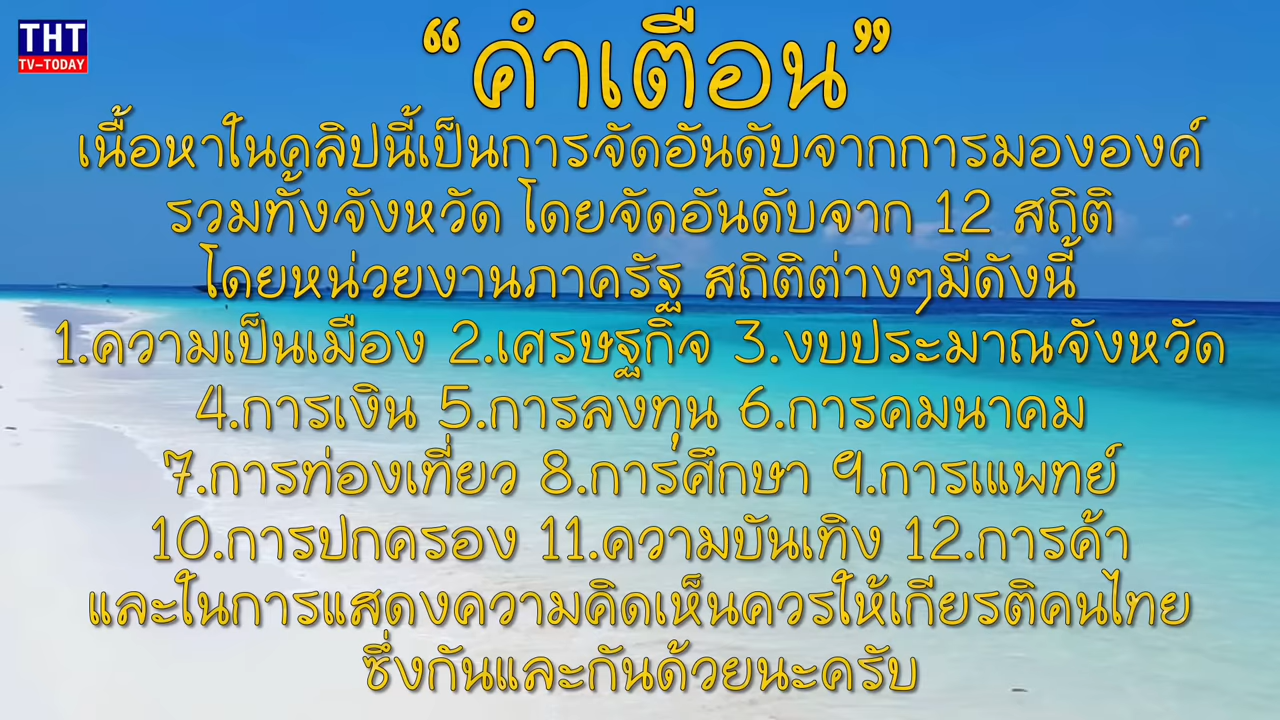 THT
TV-TODAY
“คำเตือน”
เนื้อหาในคลิปนี้เป็นการจัดอันดับจากการมององค์
รวมทั้งจังหวัด โดยจัดอันดับจาก 12 สถิติ
โดยหน่วยงานภาครัฐ สถิติต่างๆมีดังนี้
1.ความเป็นเมือง 2.เศรษฐกิจ 3.งบประมาณจังหวัด
4.การเงิน 5.การลงทุน 6.การคมนาคม
7.การท่องเที่ยว 8.การศึกษา 9.การแพทย์
10.การปกครอง 11.ความบันเทิง 12.การค้า
และในการแสดงความคิดเห็นควรให้เกียรติคนไทย
ซึ่งกันและกันด้วยนะครับ